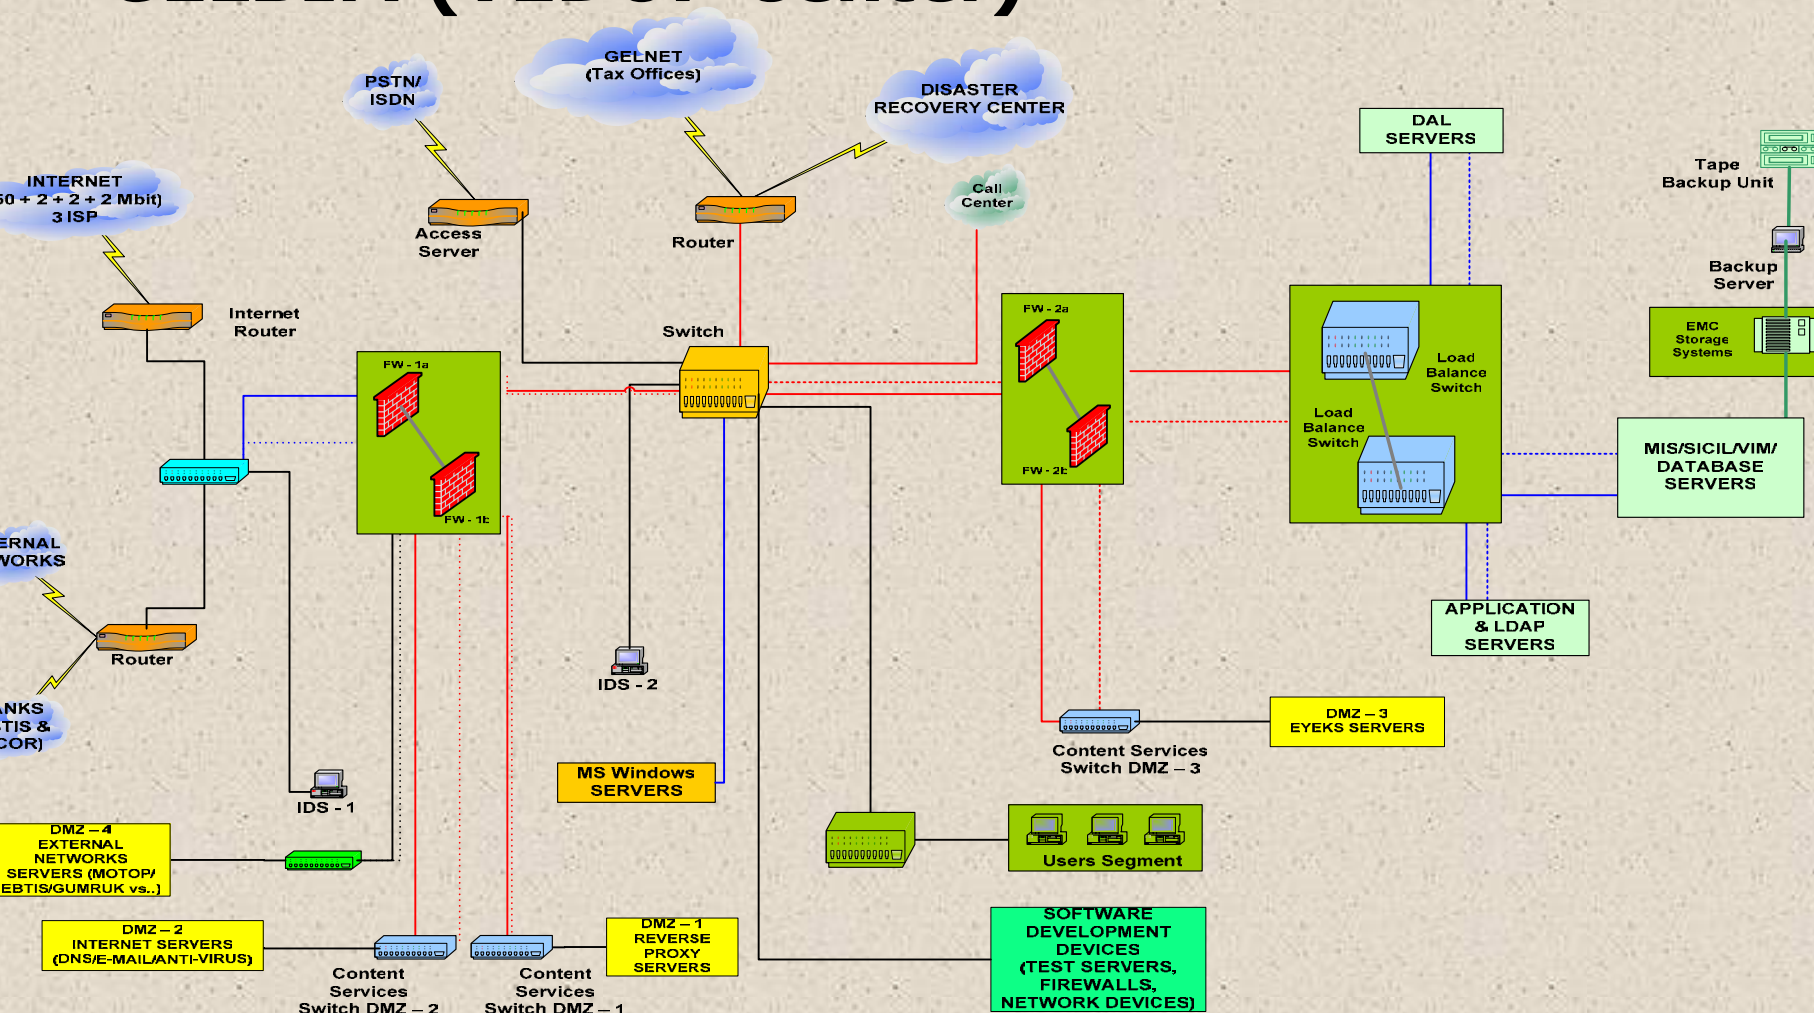 Center)
GELNET
(Tax Offices)
PSTN/
ISDN
DISASTER
RECOVERY CENTER
DAL
SERVERS
Tape
Backup Unit
INTERNET
50 + 2 + 2 + 2 Mbit)
3 ISP
Call
Center
Access
Server
Router
Backup
Server
Internet
Router
Switch
FW - 2a
EMC
Storage
Systems
FW - 1a
Load
Balance
Switch
Load
Balance
Switch
MIS/SICIL/VIM/
DATABASE
SERVERS
FW - 2b
FW - 1b
ERNAL
WORKS
APPLICATION
& LDAP
SERVERS
Router
IDS - 2
ANKS
TIS &
COR)
DMZ – 3
EYEKS SERVERS
Content Services
Switch DMZ – 3
MS Windows
SERVERS
IDS - 1
DMZ – 4
EXTERNAL
NETWORKS
SERVERS (MOTOP/
EBTIS/GUMRUK vs..)
Users Segment
DMZ – 2
INTERNET SERVERS
(DNS/E-MAIL/ANTI-VIRUS)
DMZ – 1
REVERSE
PROXY
SERVERS
SOFTWARE
DEVELOPMENT
DEVICES
(TEST SERVERS,
FIREWALLS,
NETWORK DEVICES)
Content
Services
Switch DMZ – 2
Content
Services
Switch DMZ – 1